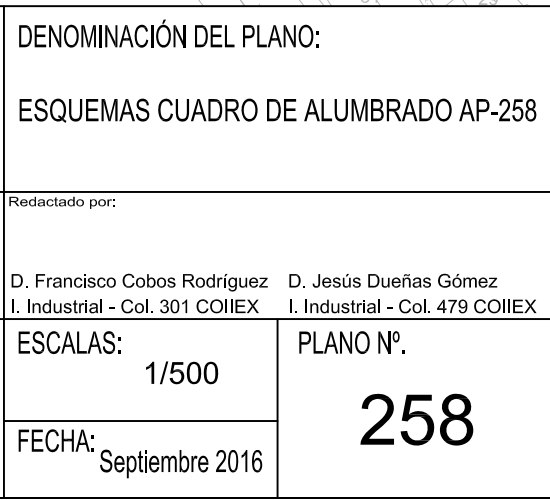 DENOMINACIÓN DEL PLANO:
ESQUEMAS CUADRO DE ALUMBRADO AP-258
Redactado por:
D. Francisco Cobos Rodríguez D. Jesús Dueñas Gómez
I. Industrial - Col. 301 COIIEX I. Industrial - Col. 479 COIIEX
ESCALAS:
1/500
FECHA: Septiembre 2016
PLANO Nº.
258